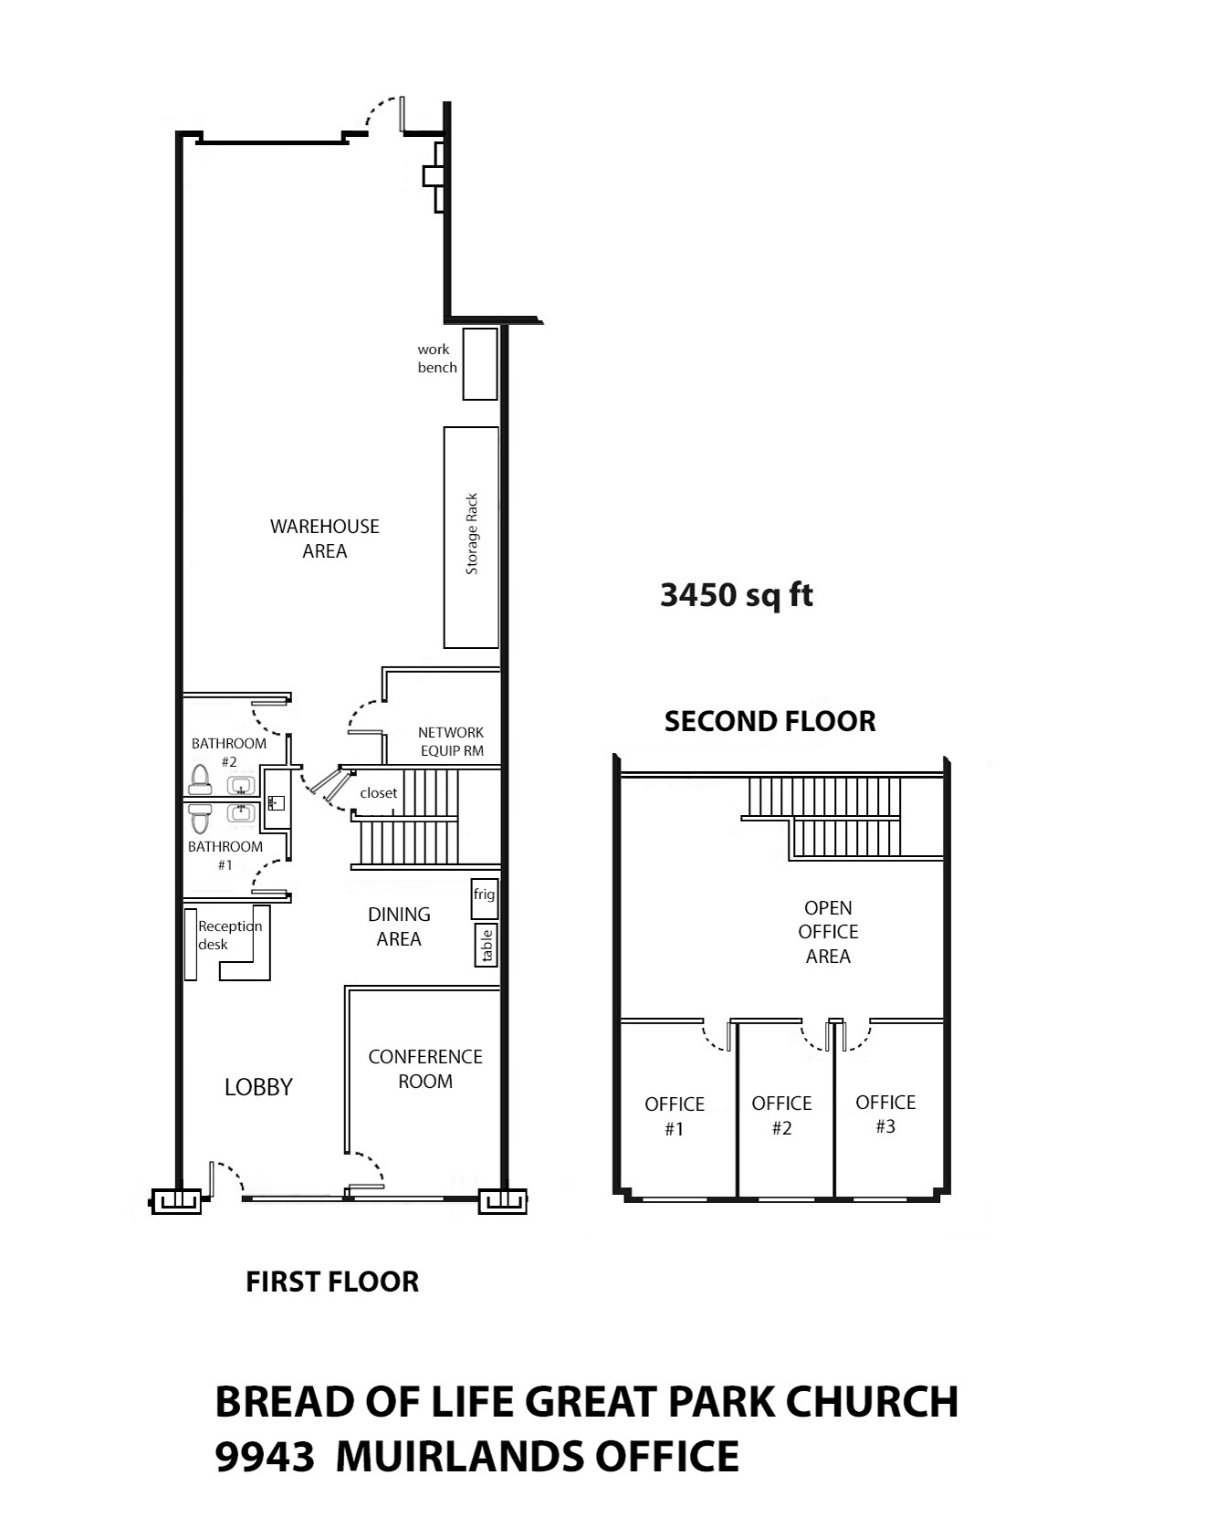 work
bench
WAREHOUSE
AREA
Storage Rack
3450 sq ft
SECOND FLOOR
NETWORK
EQUIP RM
BATHROOM
#2
closet
BATHROOM
#1
frig
DINING
AREA
table
Reception
desk
OPEN
OFFICE
AREA
CONFERENCE
ROOM
LOBBY
OFFICE
#1
OFFICE
#2
OFFICE
#3
FIRST FLOOR
BREAD OF LIFE GREAT PARK CHURCH
9943 MUIRLANDS OFFICE